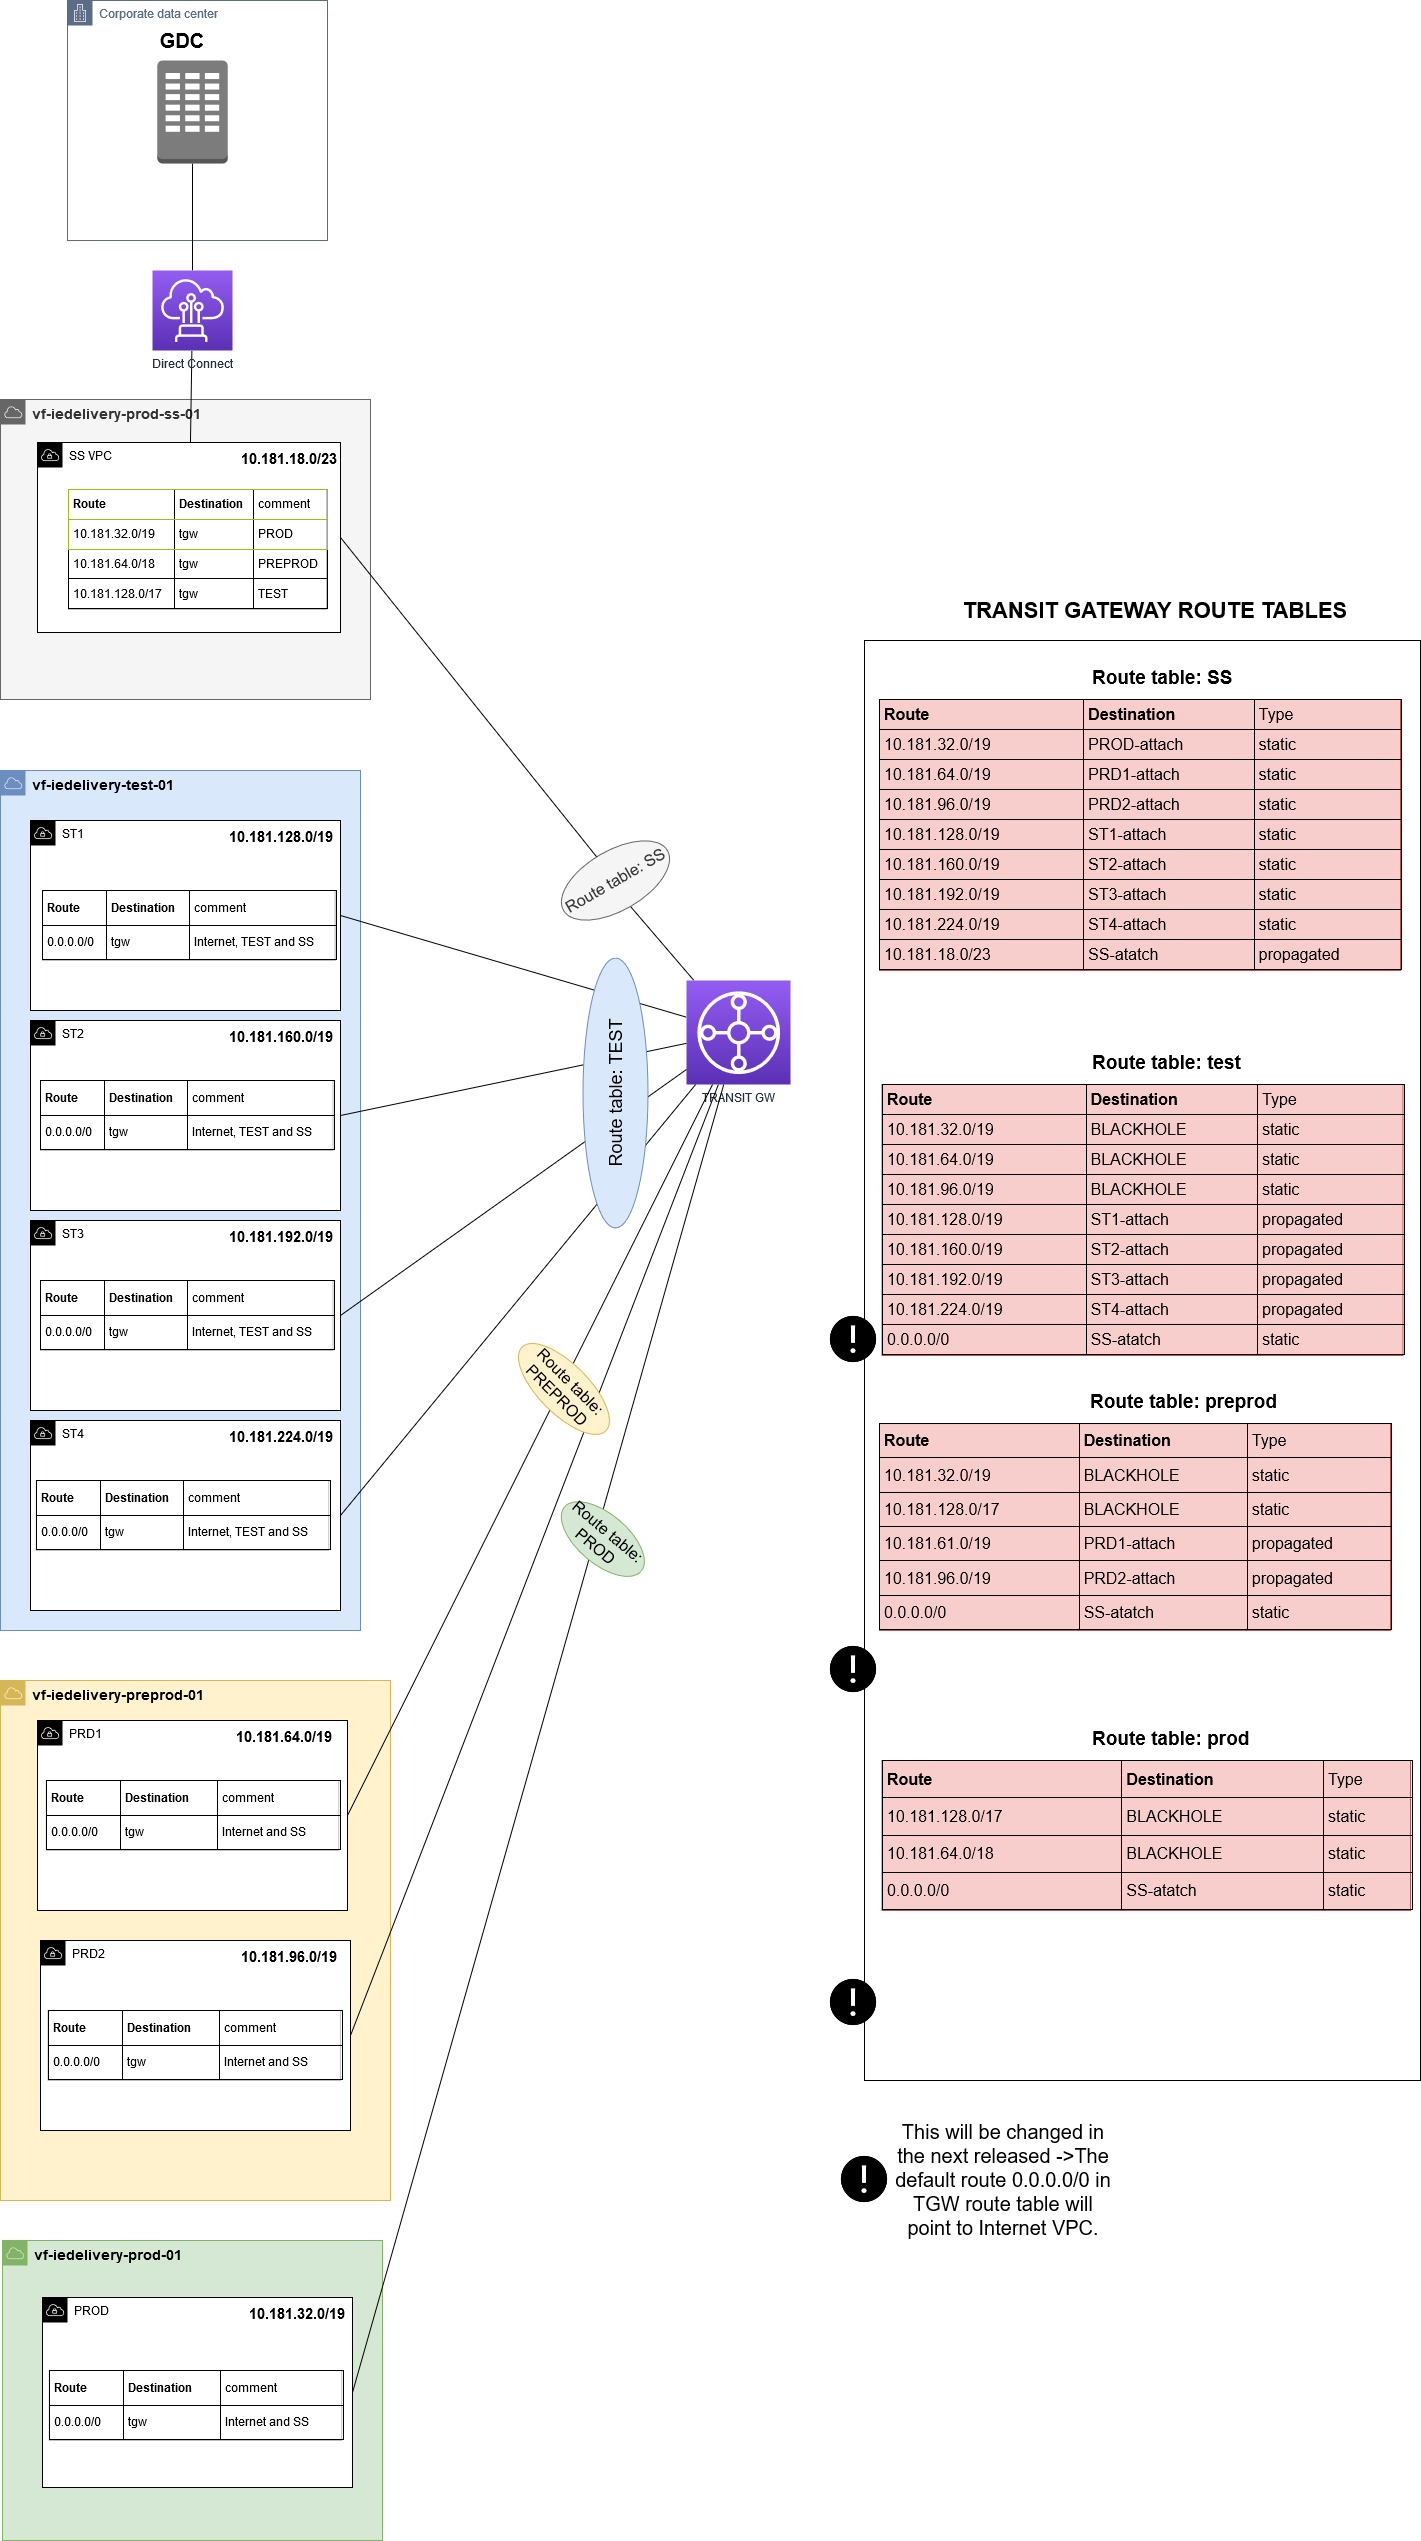 Corporate data center
GDC
Direct Connect
vf-iedelivery-prod-ss-01
SS VPC 10.181.18.0/23
Route Destination comment
10.181.32.0/19 tgw PROD
10.181.64.0/18 tgw PREPROD
10.181.128.0/17 tgw TEST
vf-iedelivery-test-01
ST1 10.181.128.0/19
Route Destination comment
0.0.0.0/0 tgw Internet, TEST and SS
ST2 10.181.160.0/19
Route Destination comment
0.0.0.0/0 tgw Internet, TEST and SS
ST3 10.181.192.0/19
Route Destination comment
0.0.0.0/0 tgw Internet, TEST and SS
ST4 10.181.224.0/19
Route Destination comment
0.0.0.0/0 tgw Internet, TEST and SS
vf-iedelivery-preprod-01
PRD1 10.181.64.0/19
Route Destination comment
0.0.0.0/0 tgw Internet and SS
PRD2 10.181.96.0/19
Route Destination comment
0.0.0.0/0 tgw Internet and SS
vf-iedelivery-prod-01
PROD 10.181.32.0/19
Route Destination comment
0.0.0.0/0 tgw Internet and SS
Route table: SS
Route table: TEST
TRANSIT GW
Route table:
PREPROD
Route table:
PROD
TRANSIT GATEWAY ROUTE TABLES
Route table: SS
Route Destination Type
10.181.32.0/19 PROD-attach static
10.181.64.0/19 PRD1-attach static
10.181.96.0/19 PRD2-attach static
10.181.128.0/19 ST1-attach static
10.181.160.0/19 ST2-attach static
10.181.192.0/19 ST3-attach static
10.181.224.0/19 ST4-attach static
10.181.18.0/23 SS-atatch propagated
Route table: test
Route Destination Type
10.181.32.0/19 BLACKHOLE static
10.181.64.0/19 BLACKHOLE static
10.181.96.0/19 BLACKHOLE static
10.181.128.0/19 ST1-attach propagated
10.181.160.0/19 ST2-attach propagated
10.181.192.0/19 ST3-attach propagated
10.181.224.0/19 ST4-attach propagated
0.0.0.0/0 SS-atatch static
Route table: preprod
Route Destination Type
10.181.32.0/19 BLACKHOLE static
10.181.128.0/17 BLACKHOLE static
10.181.61.0/19 PRD1-attach propagated
10.181.96.0/19 PRD2-attach propagated
0.0.0.0/0 SS-atatch static
Route table: prod
Route Destination Type
10.181.128.0/17 BLACKHOLE static
10.181.64.0/18 BLACKHOLE static
0.0.0.0/0 SS-atatch static
This will be changed in
the next released ->The
default route 0.0.0.0/0 in
TGW route table will
point to Internet VPC.